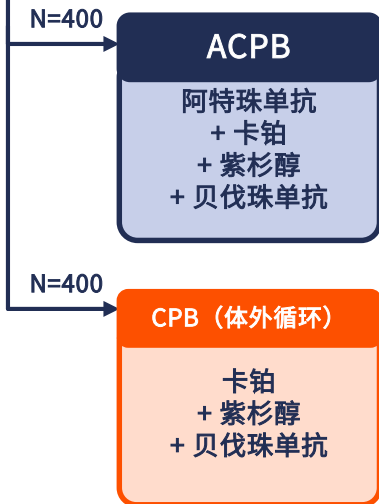 N=400
ACPB
阿特珠单抗
+ 卡铂
+ 紫杉醇
+ 贝伐珠单抗
N=400
CPB（体外循环）
卡铂
+ 紫杉醇
+ 贝伐珠单抗